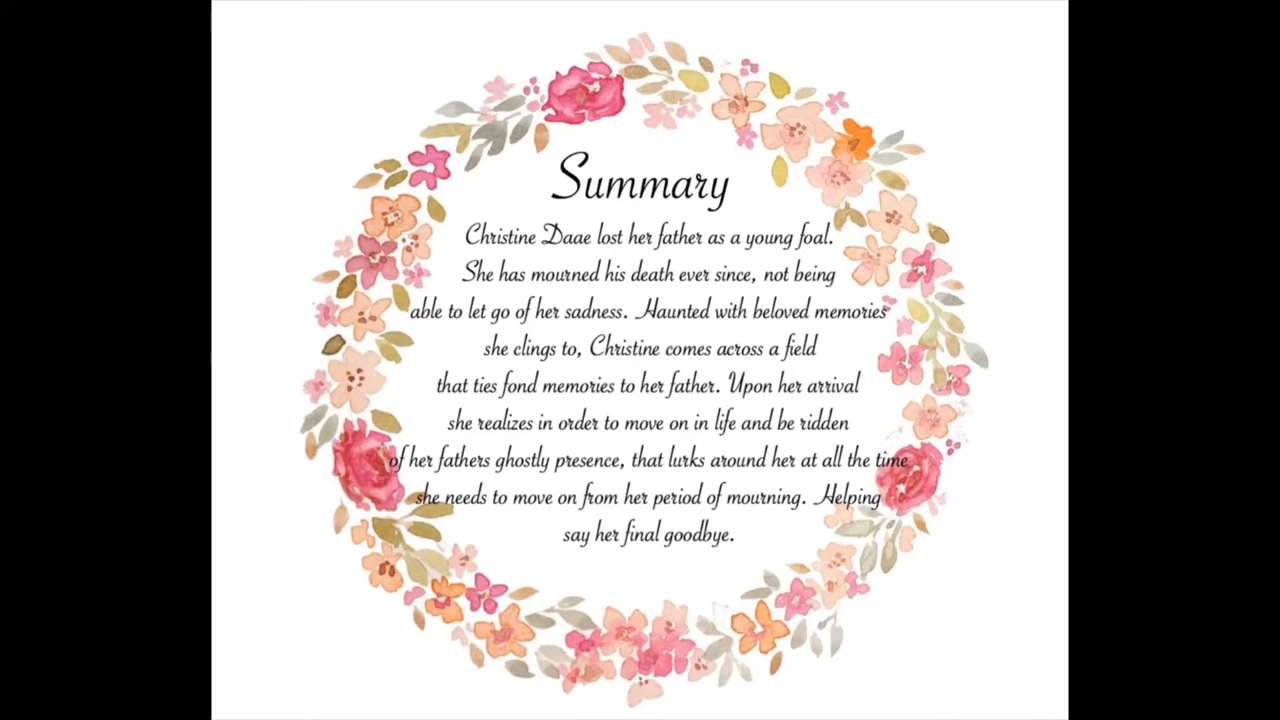 Summary
Christine Daae lost her father as a young foal.
She has mourned his death ever since, not being
able to let go of her sadness. Haunted with beloved memories
she clings to, Christine comes across a field
that ties fond memories to her father. Upon her arrival
she realizes in order to move on in life and be ridden
of her fathers ghostly presence, that lurks around her at all the time
she needs to move on from her period of mourning. Helping
say her final goodbye.